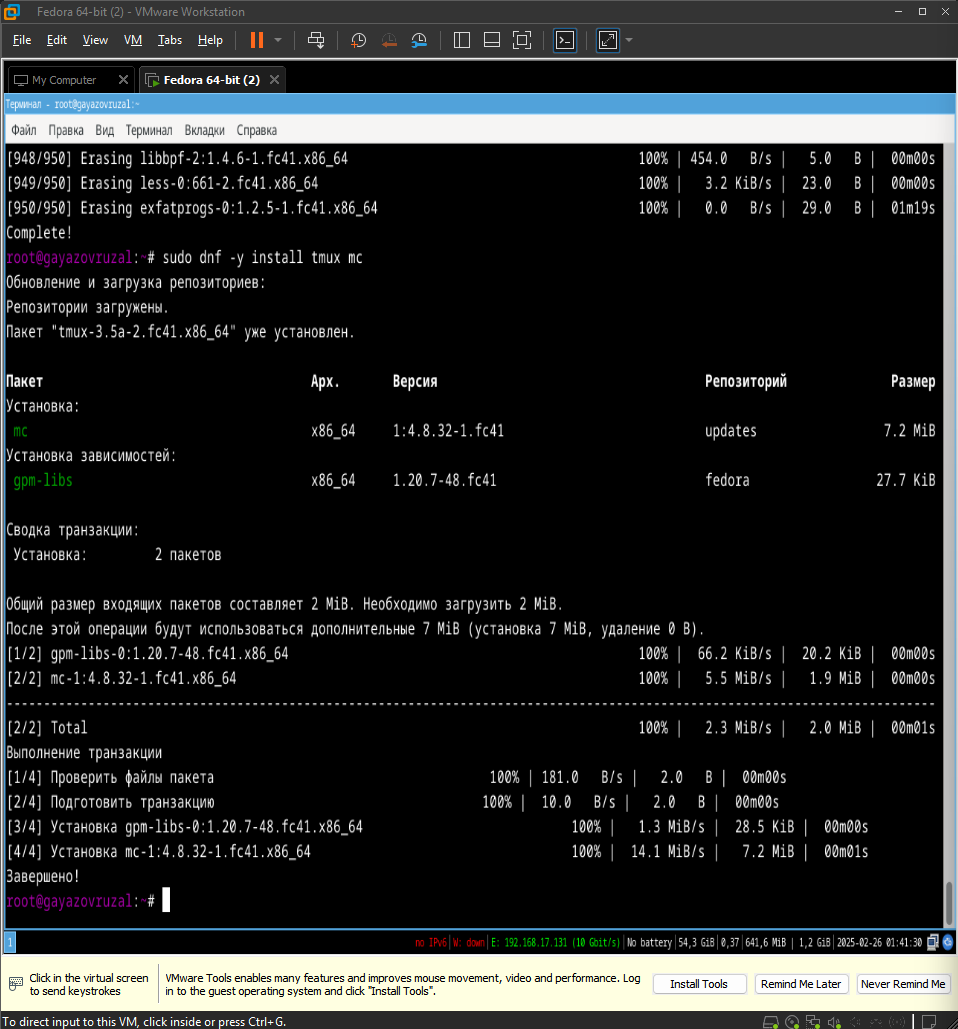 Fedora 64-bit (2) - VMware Workstation
File Edit View VM Tabs Help
My Computer Fedora 64-bit (2)
Терминал - root@gayazovruzal:~
Файл Правка Вид Терминал Вкладки Справка
[948/950] Erasing libbpf-2:1.4.6-1.fc41.x86_64 100% | 454.0 B/s | 5.0 B | 00m00s
[949/950] Erasing less-0:661-2.fc41.x86_64 100% | 3.2 KiB/s | 23.0 B | 00m00s
[950/950] Erasing exfatprogs-0:1.2.5-1.fc41.x86_64 100% | 0.0 B/s | 29.0 B | 01m19s
Complete!
root@gayazovruzal:~# sudo dnf -y install tmux mc
Обновление и загрузка репозиториев:
Репозитории загружены.
Пакет "tmux-3.5a-2.fc41.x86_64" уже установлен.
Пакет Арх. Версия Репозиторий Размер
Установка:
mc x86_64 1:4.8.32-1.fc41 updates 7.2 MiB
Установка зависимостей:
gpm-libs x86_64 1.20.7-48.fc41 fedora 27.7 KiB
Сводка транзакции:
Установка: 2 пакетов
Общий размер входящих пакетов составляет 2 MiB. Необходимо загрузить 2 MiB.
После этой операции будут использоваться дополнительные 7 MiB (установка 7 MiB, удаление 0 B).
[1/2] gpm-libs-0:1.20.7-48.fc41.x86_64 100% | 66.2 KiB/s | 20.2 KiB | 00m00s
[2/2] mc-1:4.8.32-1.fc41.x86_64 100% | 5.5 MiB/s | 1.9 MiB | 00m00s
--------------------------------------------------------------------------------
[2/2] Total 100% | 2.3 MiB/s | 2.0 MiB | 00m01s
Выполнение транзакции
[1/4] Проверить файлы пакета 100% | 181.0 B/s | 2.0 B | 00m00s
[2/4] Подготовить транзакцию 100% | 10.0 B/s | 2.0 B | 00m00s
[3/4] Установка gpm-libs-0:1.20.7-48.fc41.x86_64 100% | 1.3 MiB/s | 28.5 KiB | 00m00s
[4/4] Установка mc-1:4.8.32-1.fc41.x86_64 100% | 14.1 MiB/s | 7.2 MiB | 00m01s
Завершено!
root@gayazovruzal:~#
1 no IPv6|W: down|E: 192.168.17.131 (10 Gbit/s)|No battery|54,3 GiB|0,37|641,6 MiB | 1,2 GiB|2025-02-26 01:41:30
Click in the virtual screen
to send keystrokes
VMware Tools enables many features and improves mouse movement, video and performance. Log
in to the guest operating system and click "Install Tools".
Install Tools Remind Me Later Never Remind Me
To direct input to this VM, click inside or press Ctrl+G.